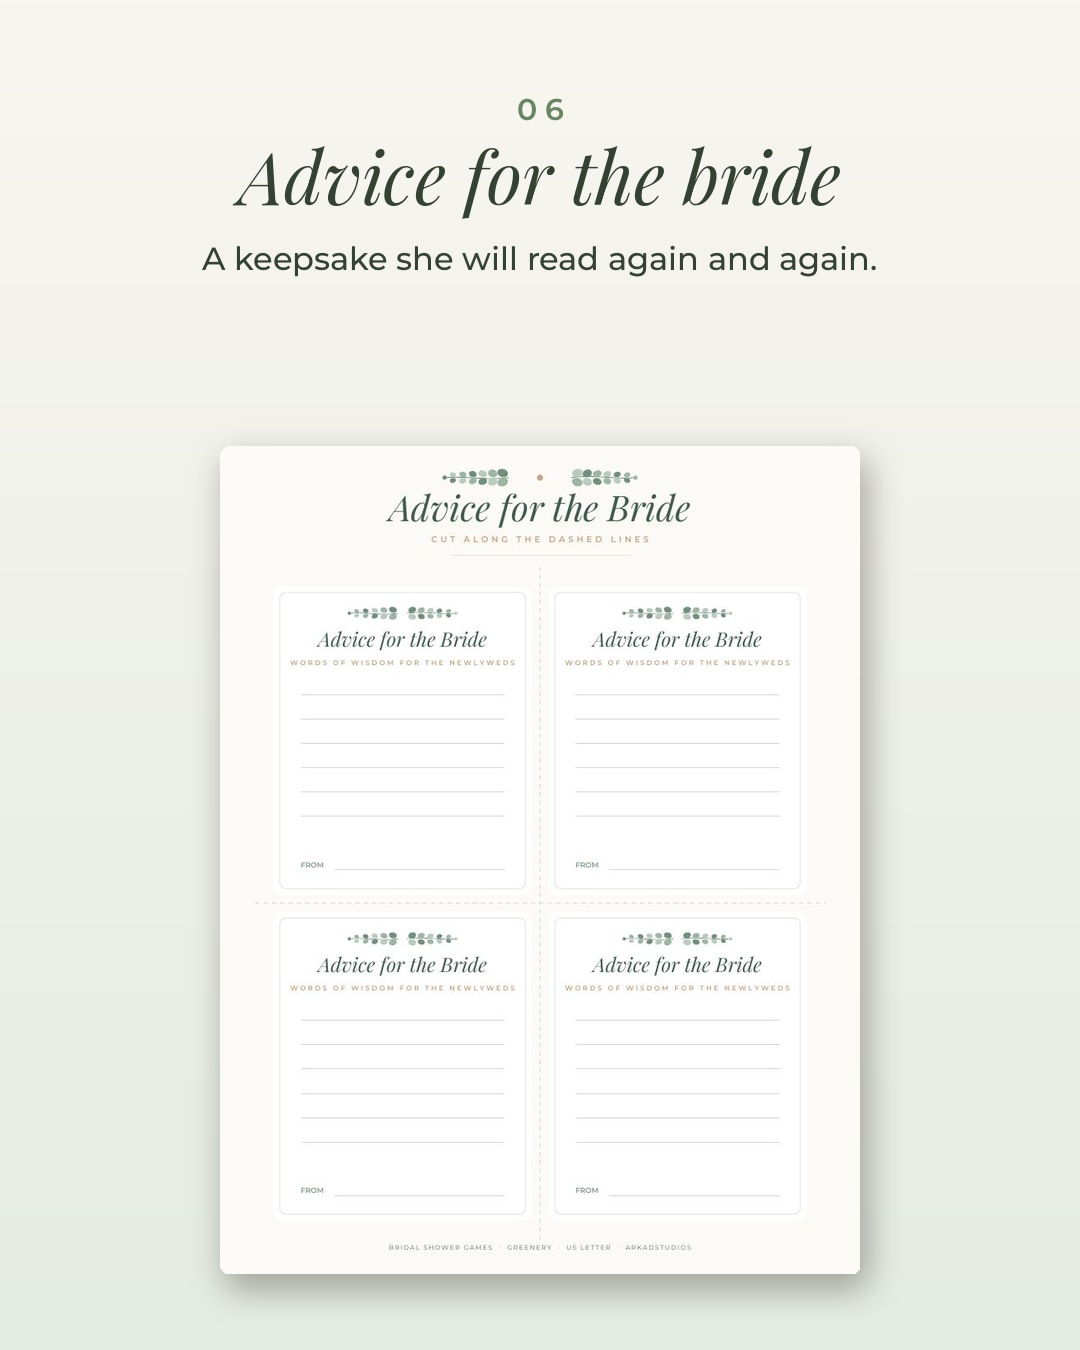 06
Advice for the bride
A keepsake she will read again and again.
Advice for the Bride
CUT ALONG THE DASHED LINES
Advice for the Bride
WORDS OF WISDOM FOR THE NEWLYWEDS
FROM
Advice for the Bride
WORDS OF WISDOM FOR THE NEWLYWEDS
FROM
Advice for the Bride
WORDS OF WISDOM FOR THE NEWLYWEDS
FROM
Advice for the Bride
WORDS OF WISDOM FOR THE NEWLYWEDS
FROM
BRIDAL SHOWER GAMES · GREENERY · US LETTER · ARKADSTUDIOS